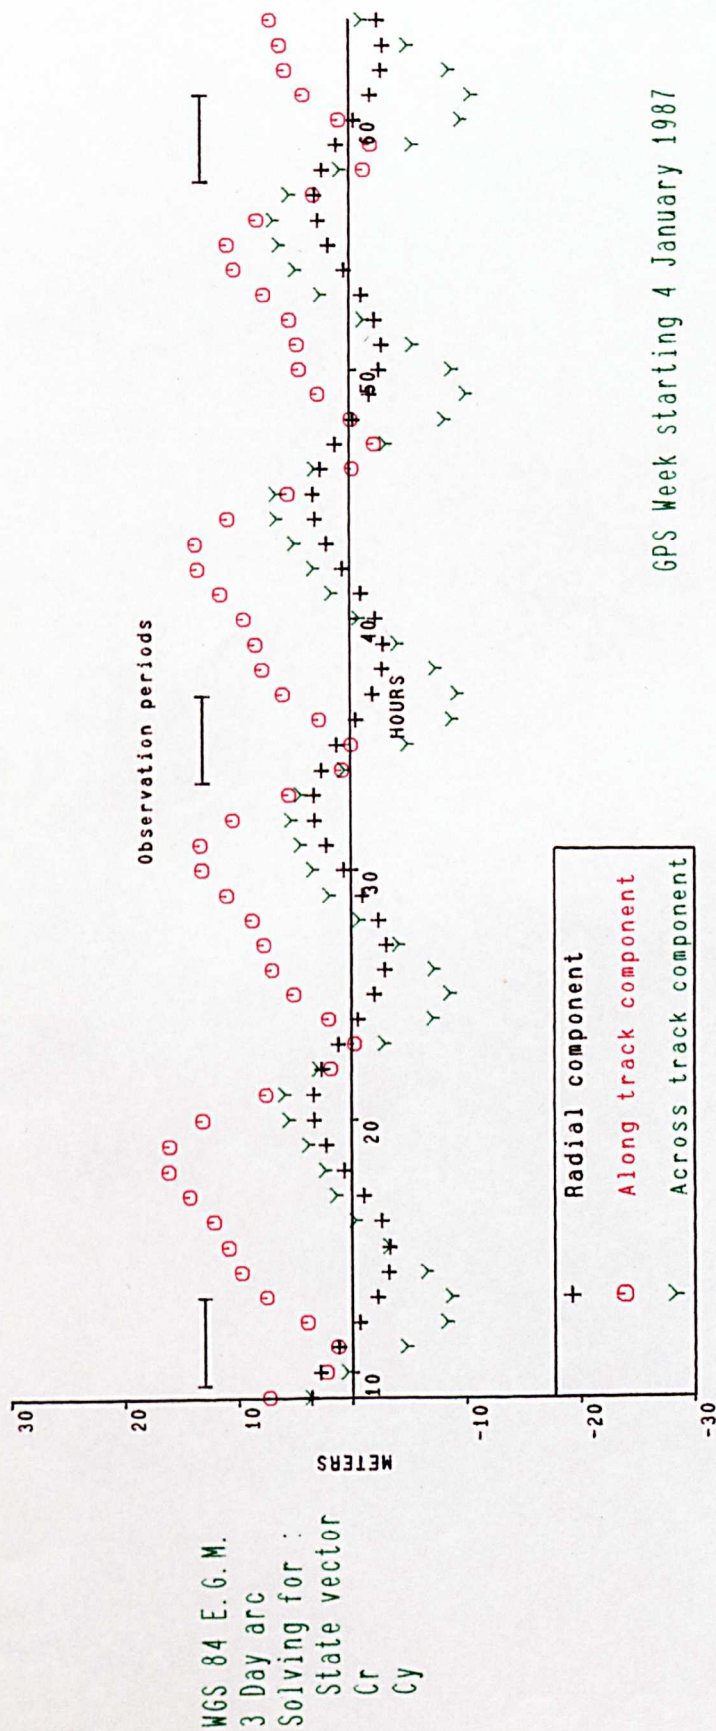 WGS 84 E.G.M.
3 Day arc
Solving for :
State vector
Cr
Cy
METERS
30
20
10
-10
-20
-30
Observation periods
10
20
30
40
50
60
HOURS
Radial component
Along track component
Across track component
GPS Week starting 4 January 1987